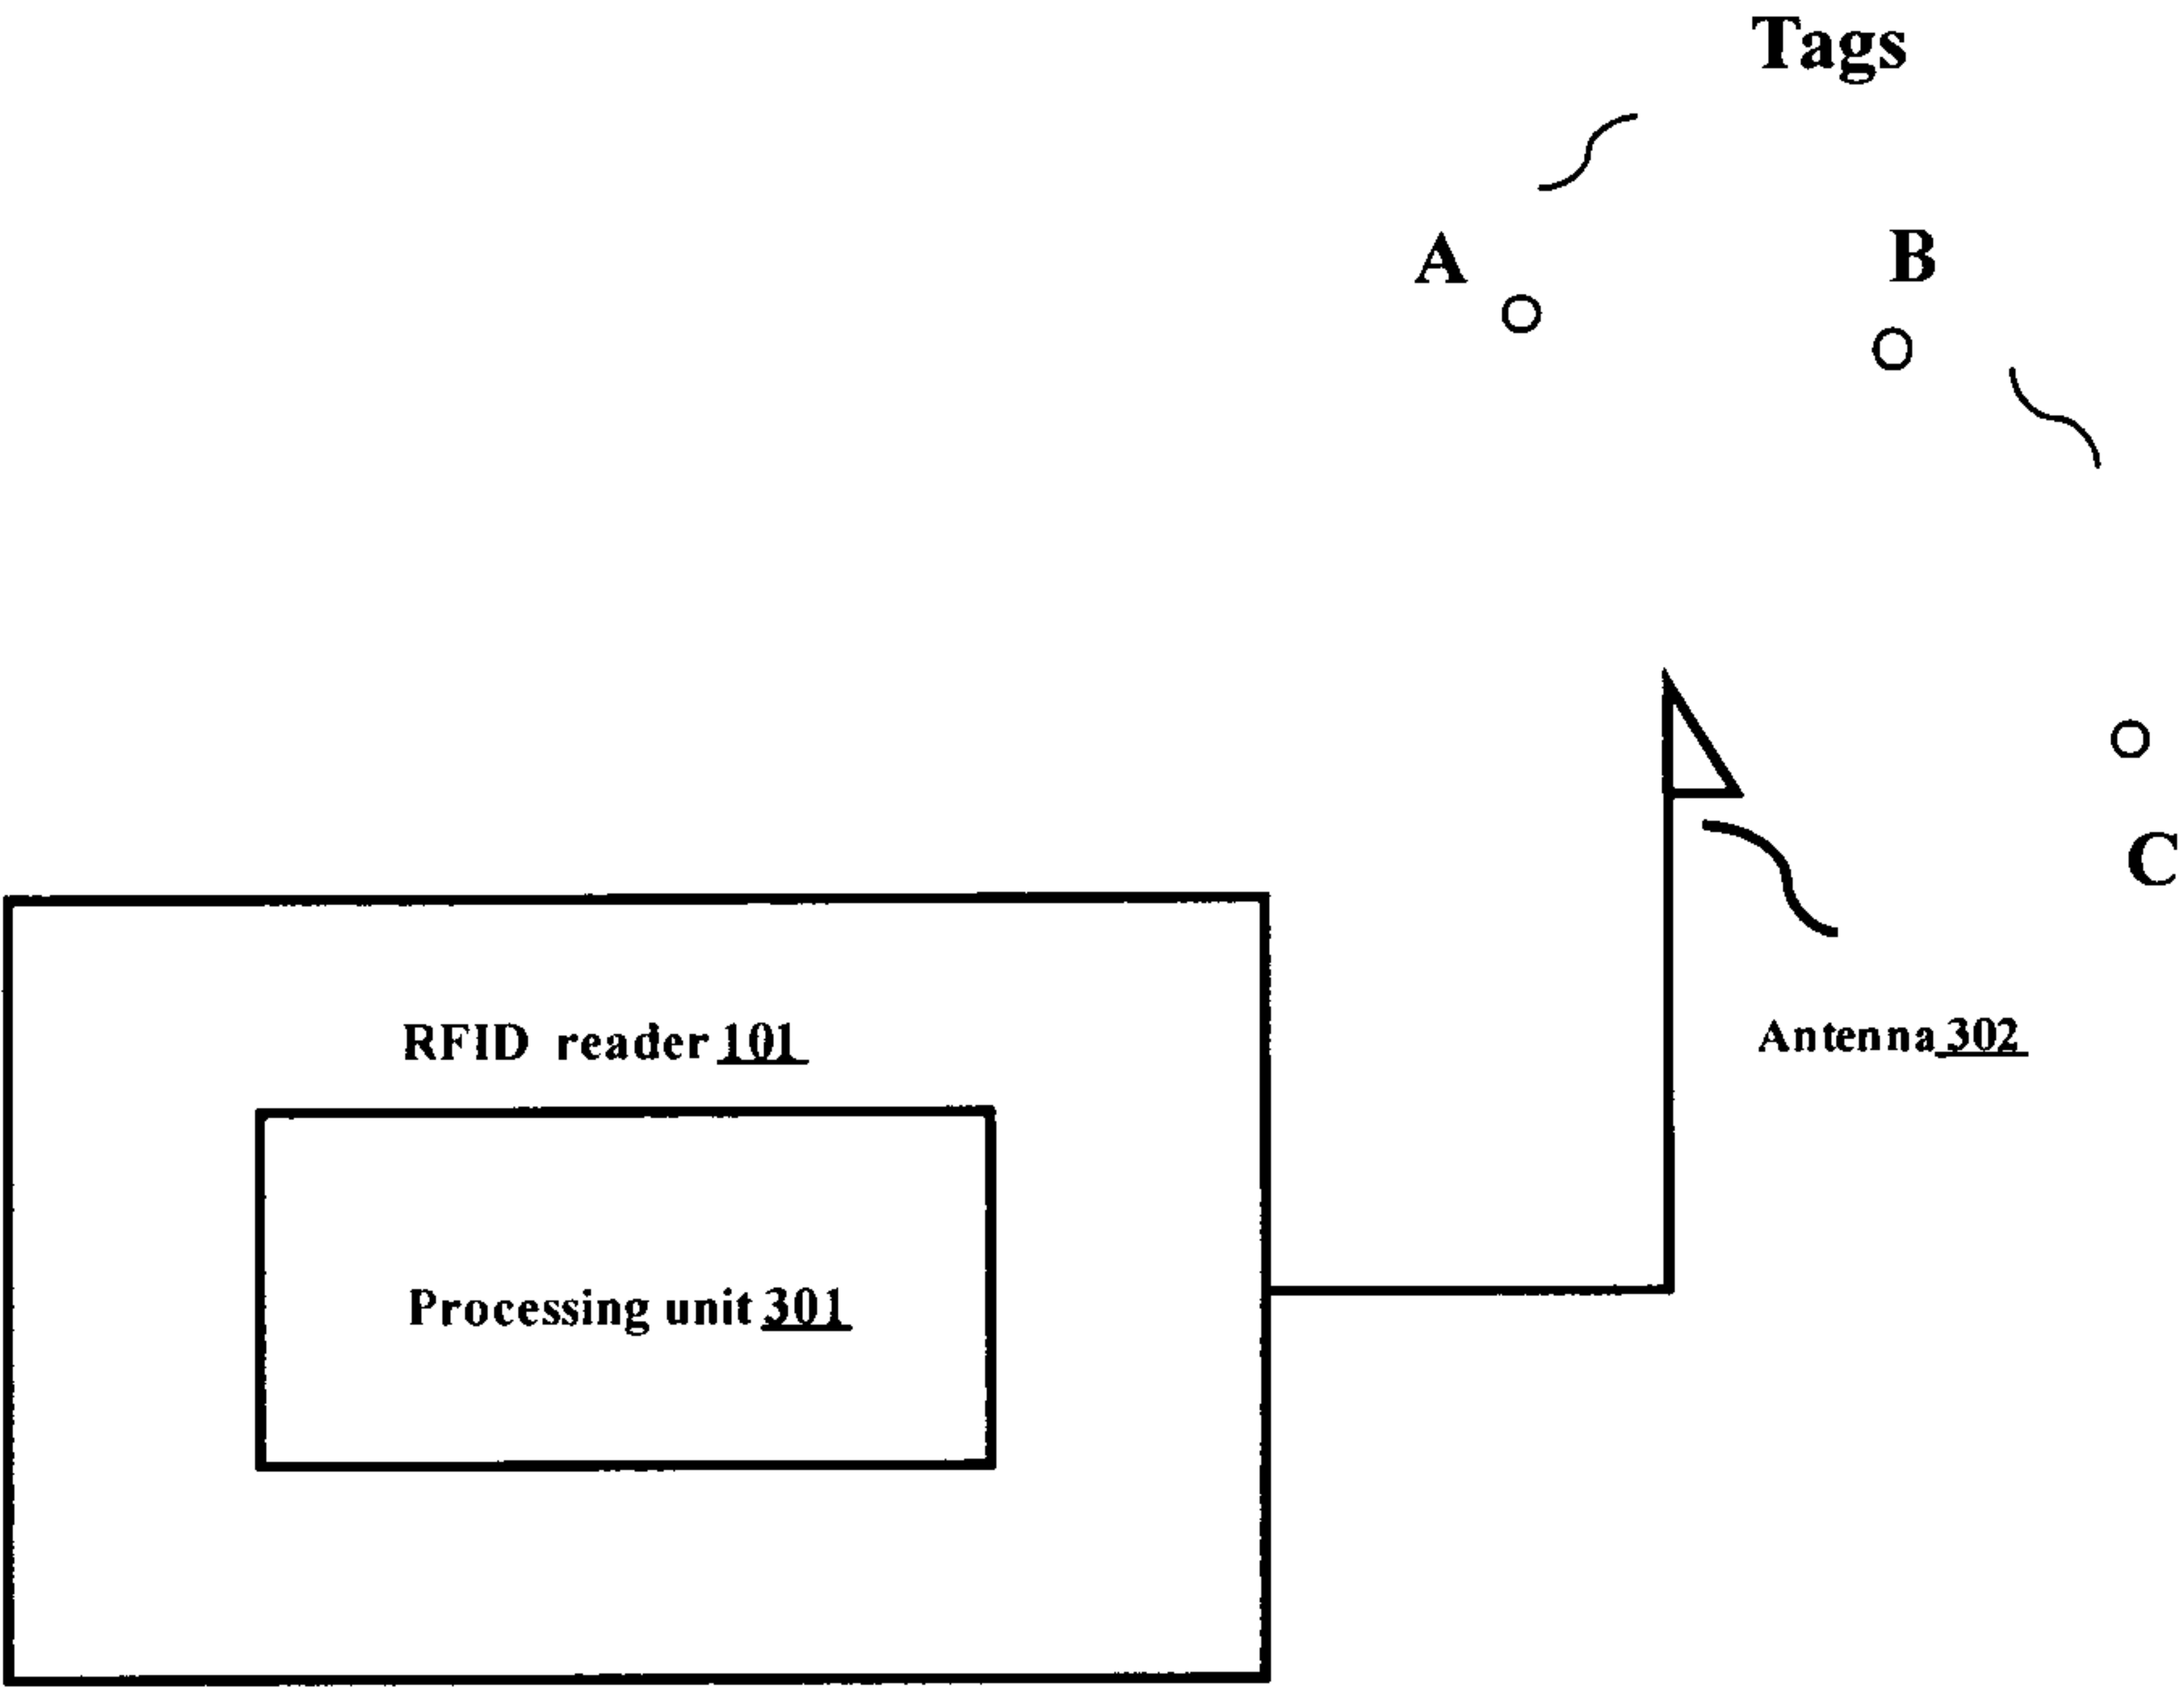 Tags
A
B
C
RFID reader 101
Antenna 302
Processing unit 301